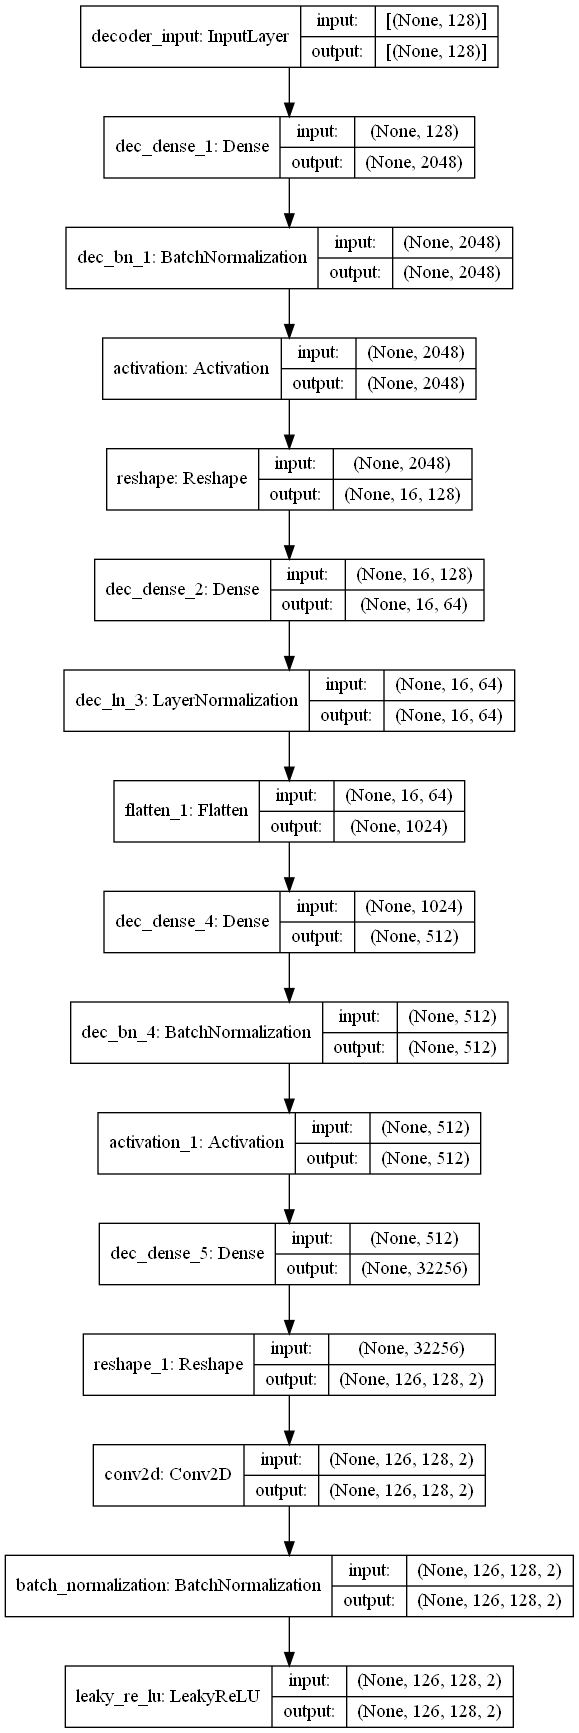 decoder_input: InputLayer
input: [(None, 128)]
output: [(None, 128)]
dec_dense_1: Dense
input: (None, 128)
output: (None, 2048)
dec_bn_1: BatchNormalization
input: (None, 2048)
output: (None, 2048)
activation: Activation
input: (None, 2048)
output: (None, 2048)
reshape: Reshape
input: (None, 2048)
output: (None, 16, 128)
dec_dense_2: Dense
input: (None, 16, 128)
output: (None, 16, 64)
dec_ln_3: LayerNormalization
input: (None, 16, 64)
output: (None, 16, 64)
flatten_1: Flatten
input: (None, 16, 64)
output: (None, 1024)
dec_dense_4: Dense
input: (None, 1024)
output: (None, 512)
dec_bn_4: BatchNormalization
input: (None, 512)
output: (None, 512)
activation_1: Activation
input: (None, 512)
output: (None, 512)
dec_dense_5: Dense
input: (None, 512)
output: (None, 32256)
reshape_1: Reshape
input: (None, 32256)
output: (None, 126, 128, 2)
conv2d: Conv2D
input: (None, 126, 128, 2)
output: (None, 126, 128, 2)
batch_normalization: BatchNormalization
input: (None, 126, 128, 2)
output: (None, 126, 128, 2)
leaky_re_lu: LeakyReLU
input: (None, 126, 128, 2)
output: (None, 126, 128, 2)